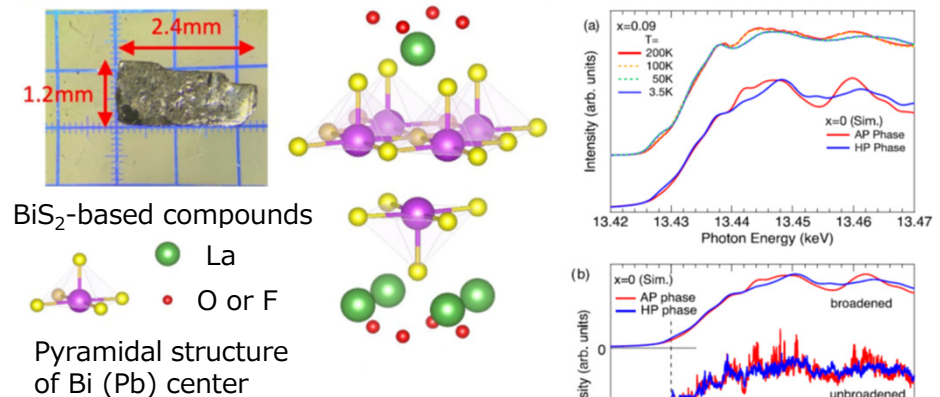 2.4mm
1.2mm
BiS₂-based compounds
La
O or F
Pyramidal structure
of Bi (Pb) center
(a)
x=0.09
T=
200K
100K
50K
3.5K
x=0 (Sim.)
AP Phase
HP Phase
Intensity (arb. units)
13.42 13.43 13.44 13.45 13.46 13.47
Photon Energy (keV)
(b)
x=0 (Sim.)
AP phase
HP phase
broadened
0
(arb. units)
unbroadened